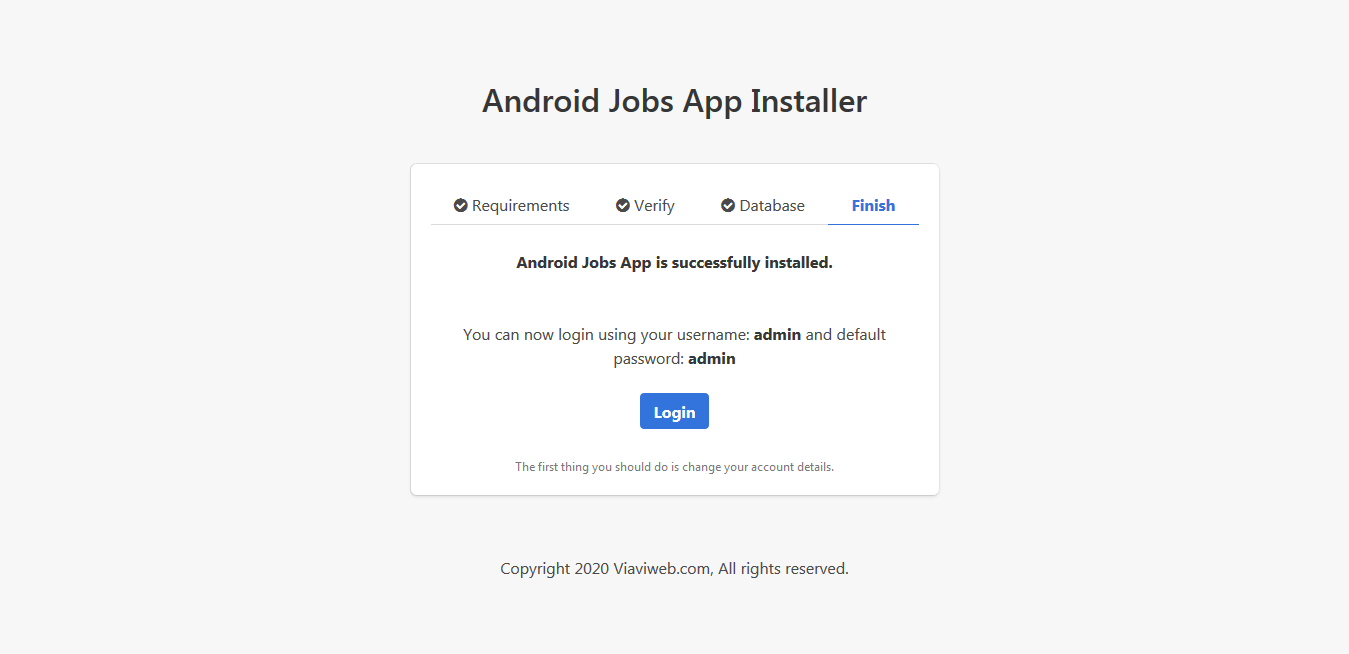 Android Jobs App Installer
Requirements
Verify
Database
Finish
Android Jobs App is successfully installed.
You can now login using your username: admin and default
password: admin
Login
The first thing you should do is change your account details.
Copyright 2020 Viaviweb.com, All rights reserved.